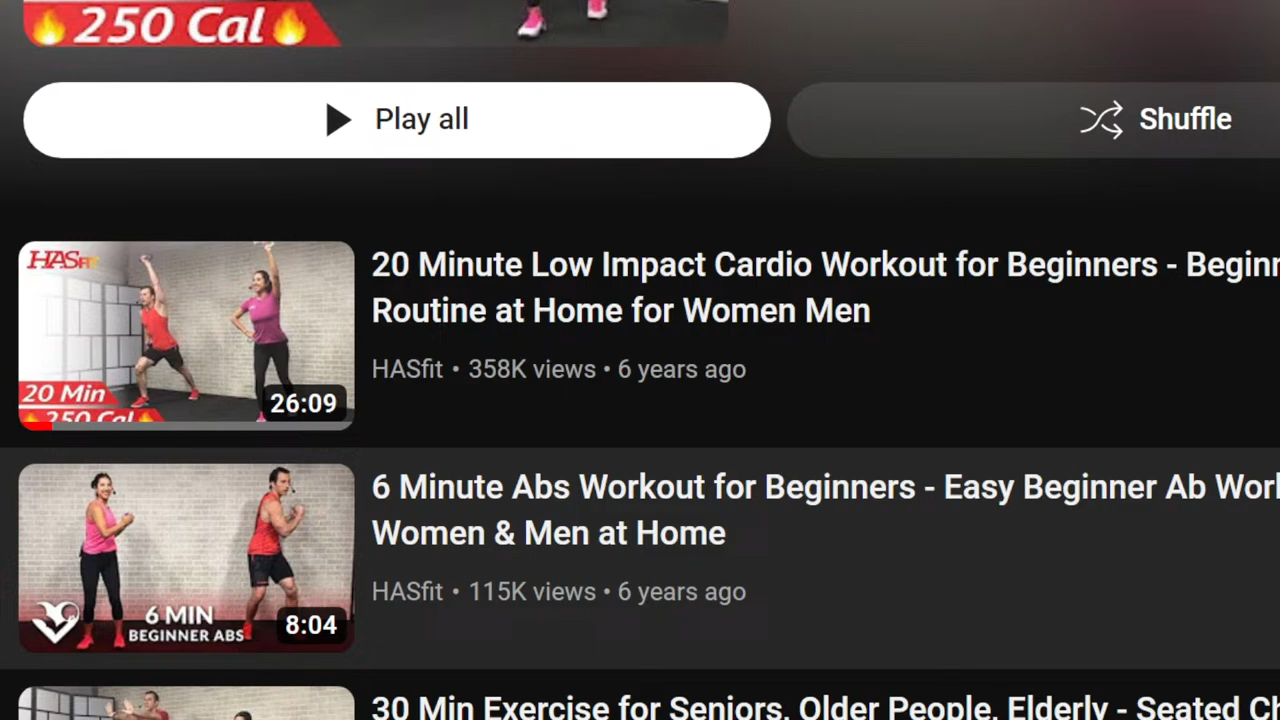 250 Cal
Play all
Shuffle
HASFIT
20 Min
250 Cal
26:09
20 Minute Low Impact Cardio Workout for Beginners - Beginn
Routine at Home for Women Men
HASfit • 358K views • 6 years ago
6 MIN
BEGINNER ABS
8:04
6 Minute Abs Workout for Beginners - Easy Beginner Ab Work
Women & Men at Home
HASfit • 115K views • 6 years ago
30 Min Exercise for Seniors, Older People, Elderly - Seated Ch